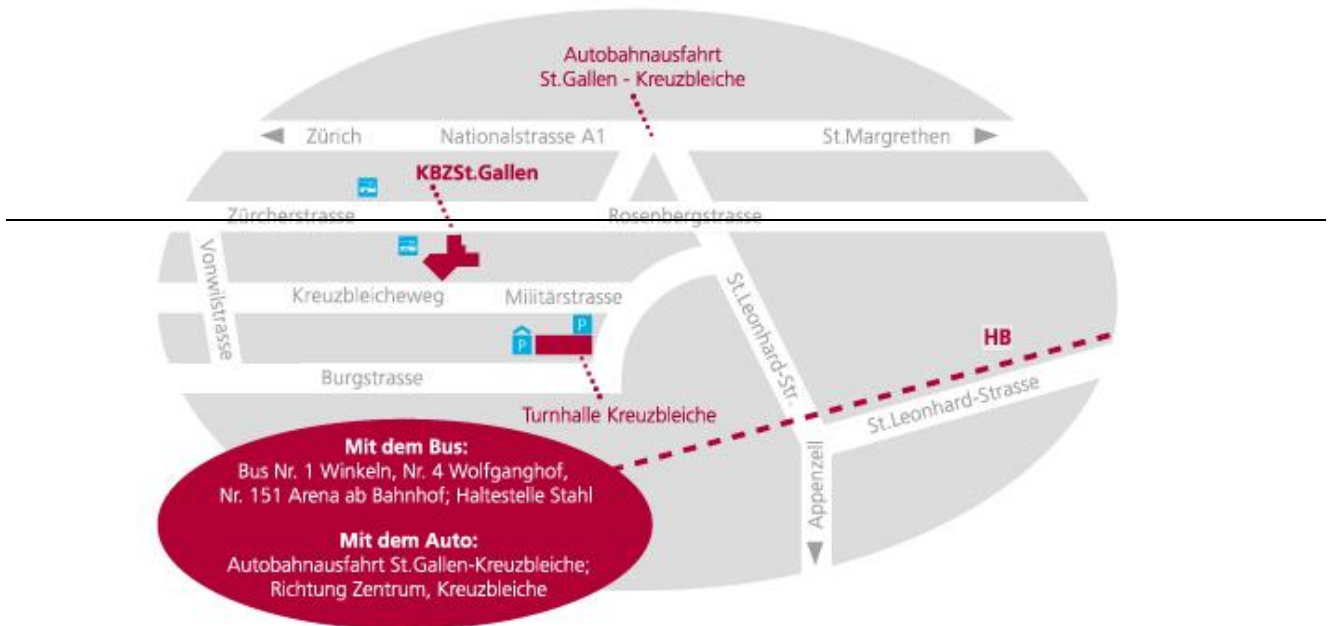 Autobahnausfahrt
St.Gallen - Kreuzbleiche
Zürich
Nationalstrasse A1
St.Margrethen
KBZSt.Gallen
Zürcherstrasse
Rosenbergstrasse
Vonwilstrasse
Kreuzbleicheweg
Militärstrasse
St.Leonhard-Str.
P
P
HB
Burgstrasse
St.Leonhard-Strasse
Turnhalle Kreuzbleiche
Appenzell
Mit dem Bus:
Bus Nr. 1 Winkeln, Nr. 4 Wolfganghof,
Nr. 151 Arena ab Bahnhof; Haltestelle Stahl
Mit dem Auto:
Autobahnausfahrt St.Gallen-Kreuzbleiche;
Richtung Zentrum, Kreuzbleiche